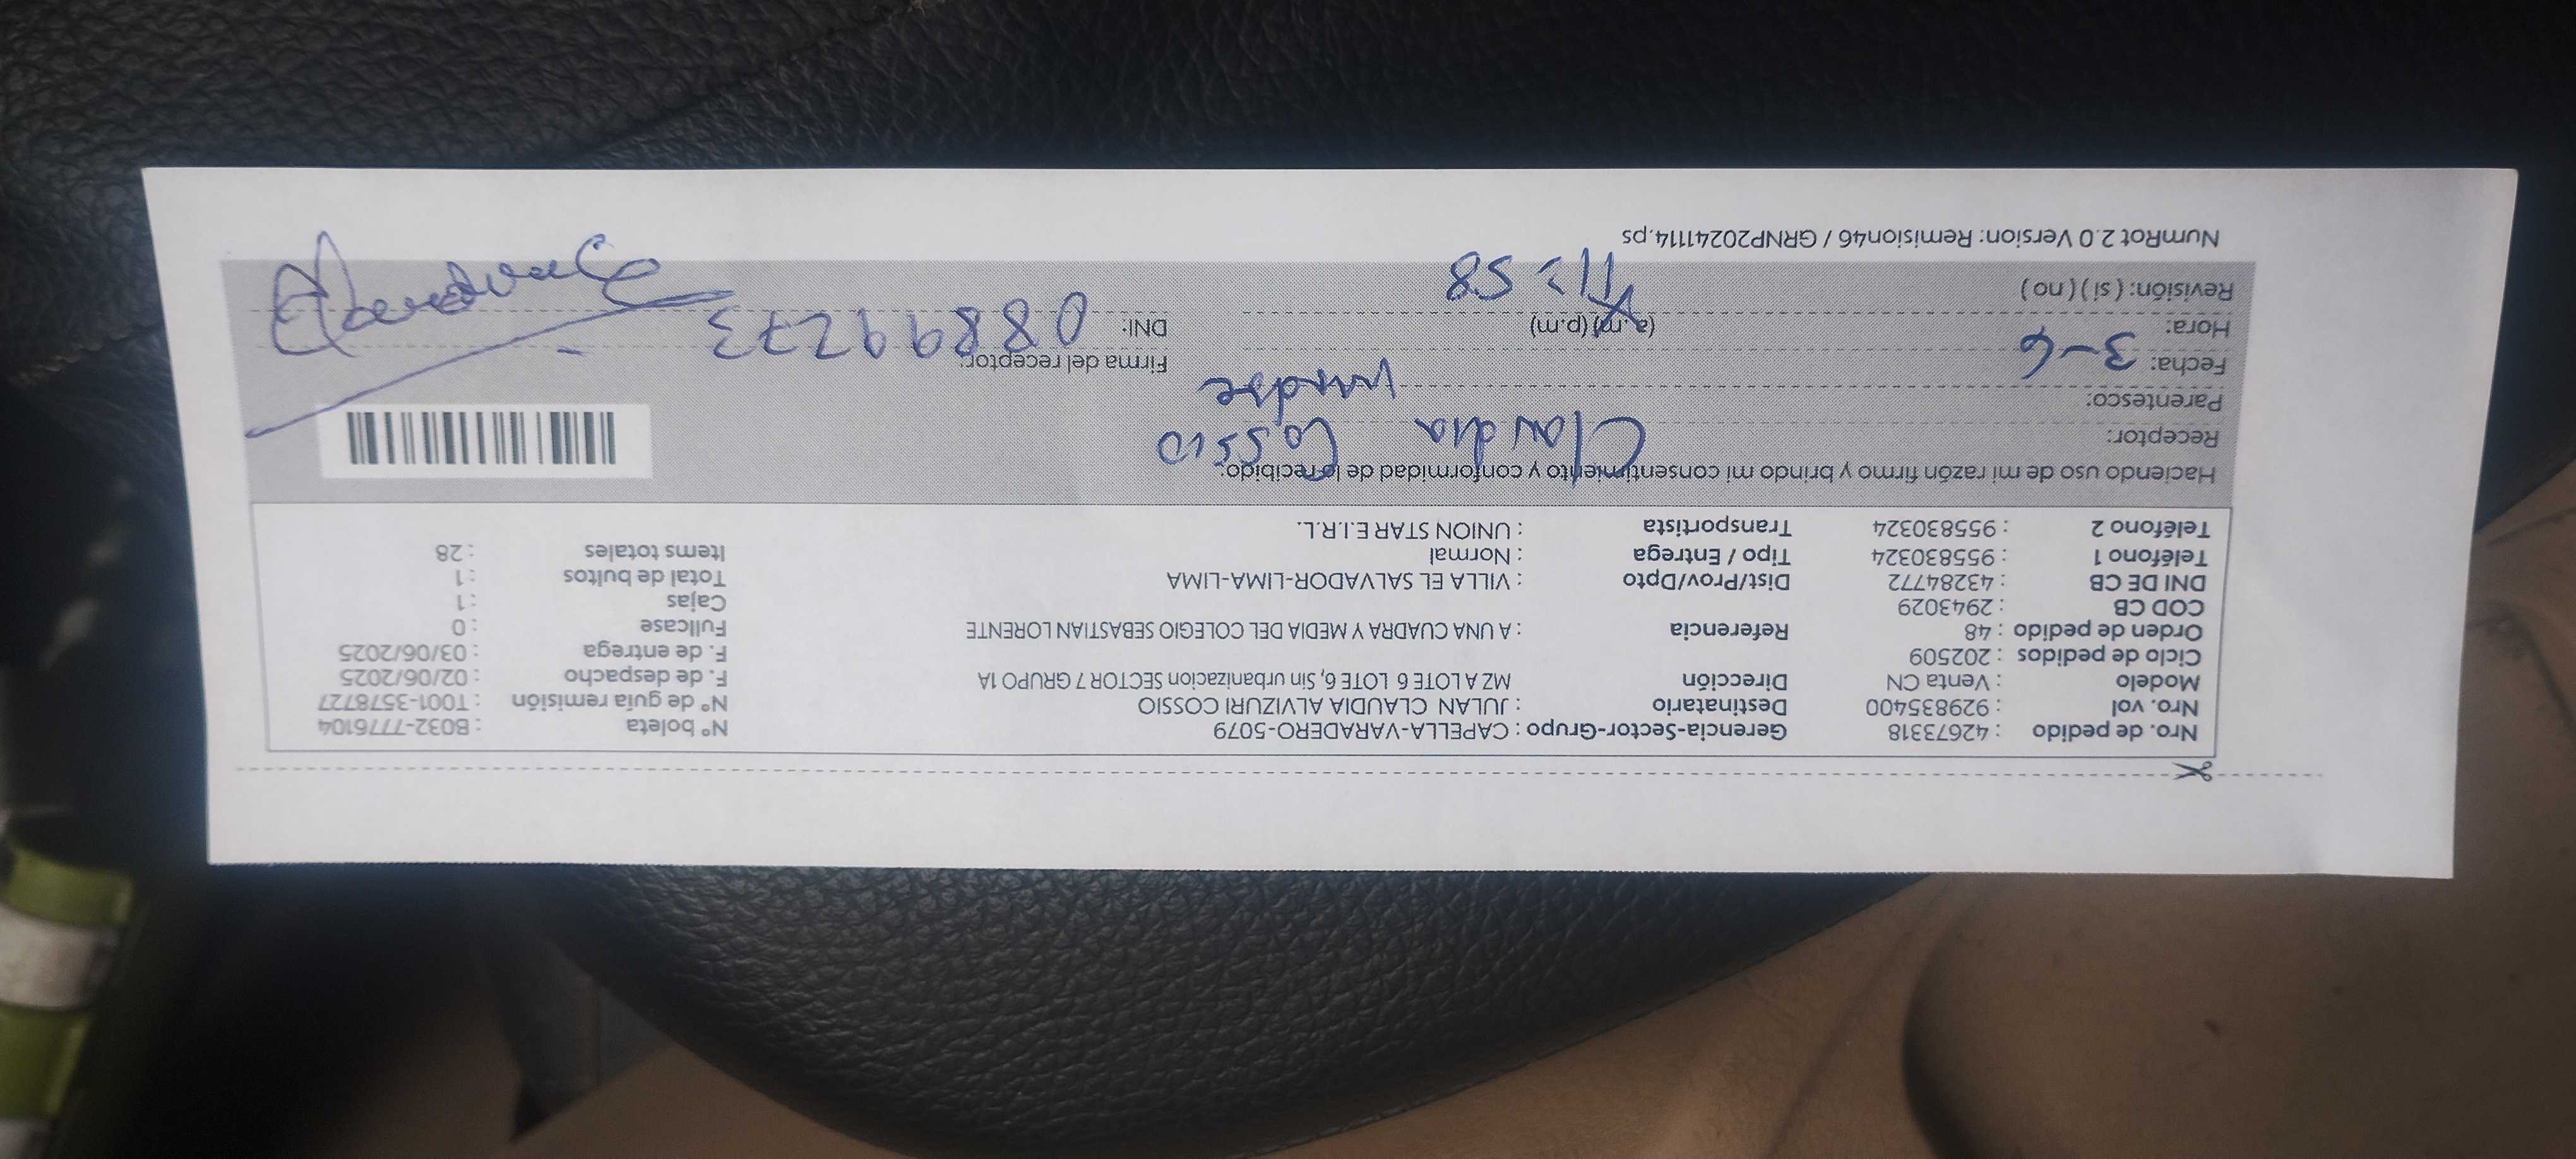 Nro. de pedido : 42673318 Gerencia-Sector-Grupo : CAPELLA-VARADERO-5079 N° boleta : B032-7776104
Nro. vol : 929835400 Destinatario : JULAN CLAUDIA ALVIZURI COSSIO N° de guía remisión : T001-3578727
Modelo : Venta CN Dirección MZ A LOTE 6 LOTE 6, Sin urbanizacion SECTOR 7 GRUPO 1A F. de despacho : 02/06/2025
Ciclo de pedidos : 202509 F. de entrega : 03/06/2025
Orden de pedido : 48 Referencia : A UNA CUADRA Y MEDIA DEL COLEGIO SEBASTIAN LORENTE Fullcase : 0
COD CB : 2943029 Cajas : 1
DNI DE CB : 43284772 Dist/Prov/Dpto : VILLA EL SALVADOR-LIMA-LIMA Total de bultos : 1
Teléfono 1 : 955830324 Tipo / Entrega : Normal Items totales : 28
Teléfono 2 : 955830324 Transportista : UNION STAR E.I.R.L.
Haciendo uso de mi razón firmo y brindo mi consentimiento y conformidad de lo recibido:
Receptor: Claudia Cossio
Parentesco: madre
Fecha: 3-6 Firma del receptor:
Hora: (a.m) (p.m) 11:58 DNI: 08899273
Revisión: ( si ) ( no )
NumRot 2.0 Version: Remision46 / GRNP20241114.ps